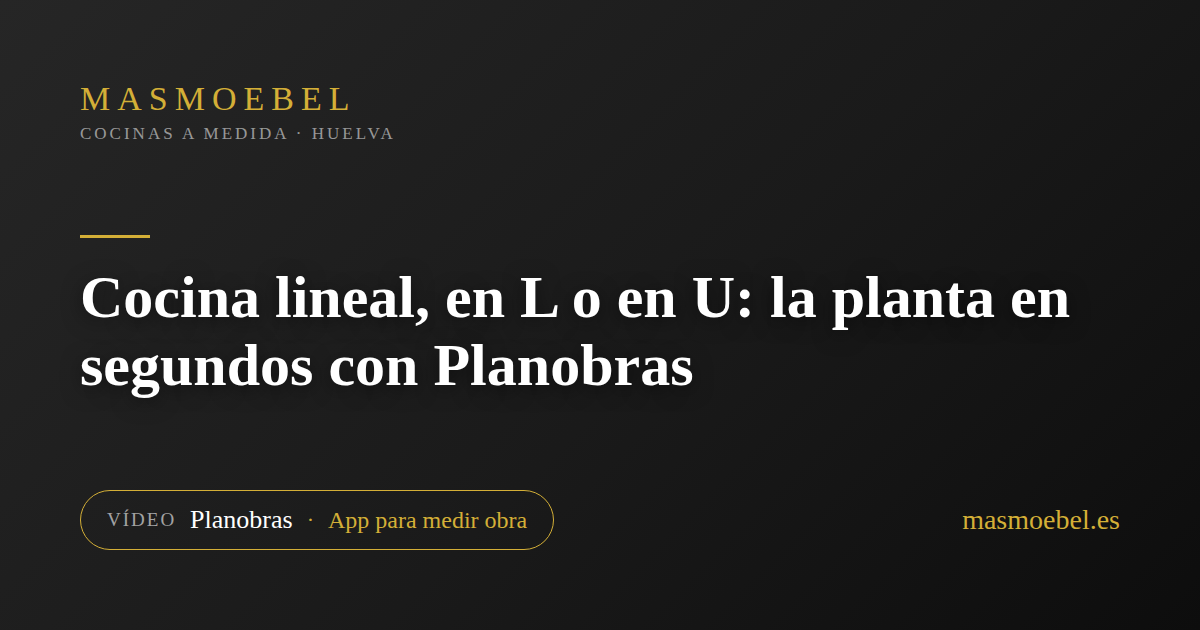 MASMOEBEL
COCINAS A MEDIDA · HUELVA
Cocina lineal, en L o en U: la planta en
segundos con Planobras
VÍDEO Planobras · App para medir obra
masmoebel.es